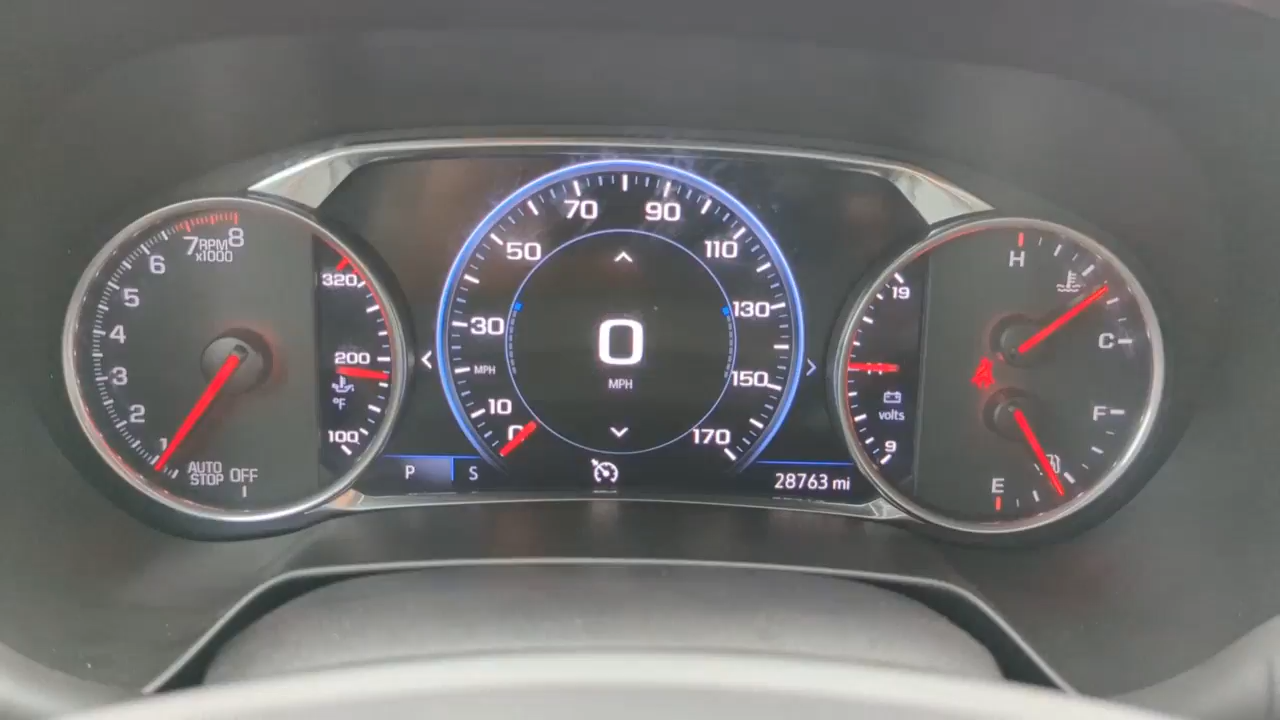 8
7 RPM
x1000
6
5
4
3
2
1
AUTO
STOP OFF
320
200
°F
100
P S
70 90
50 110
30 130
MPH 150
10
0 170
0
MPH
28763 mi
19
volts
9
H
C
F
E
A